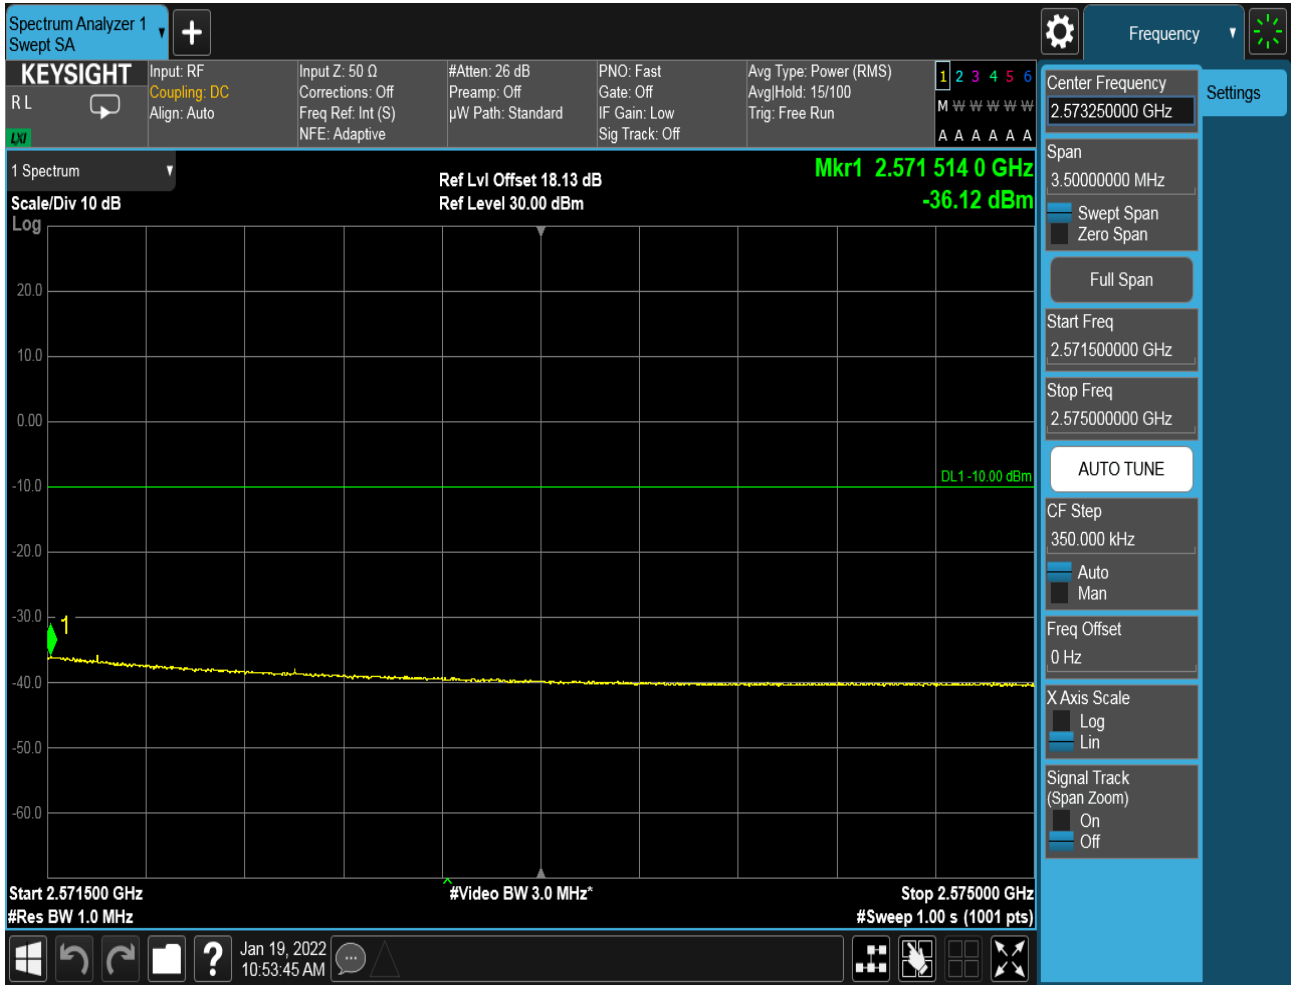 Spectrum Analyzer 1
Swept SA
Frequency
KEYSIGHT
R L
LXI
Input: RF
Coupling: DC
Align: Auto
Input Z: 50 Ω
Corrections: Off
Freq Ref: Int (S)
NFE: Adaptive
#Atten: 26 dB
Preamp: Off
µW Path: Standard
PNO: Fast
Gate: Off
IF Gain: Low
Sig Track: Off
Avg Type: Power (RMS)
Avg|Hold: 15/100
Trig: Free Run
1 2 3 4 5 6
M W W W W W
A A A A A A
1 Spectrum
Scale/Div 10 dB
Log
Ref Lvl Offset 18.13 dB
Ref Level 30.00 dBm
Mkr1 2.571 514 0 GHz
-36.12 dBm
20.0
10.0
0.00
-10.0
DL1 -10.00 dBm
-20.0
-30.0
1
-40.0
-50.0
-60.0
Start 2.571500 GHz
#Res BW 1.0 MHz
#Video BW 3.0 MHz*
Stop 2.575000 GHz
#Sweep 1.00 s (1001 pts)
Jan 19, 2022
10:53:45 AM
Center Frequency
2.573250000 GHz
Settings
Span
3.50000000 MHz
Swept Span
Zero Span
Full Span
Start Freq
2.571500000 GHz
Stop Freq
2.575000000 GHz
AUTO TUNE
CF Step
350.000 kHz
Auto
Man
Freq Offset
0 Hz
X Axis Scale
Log
Lin
Signal Track
(Span Zoom)
On
Off